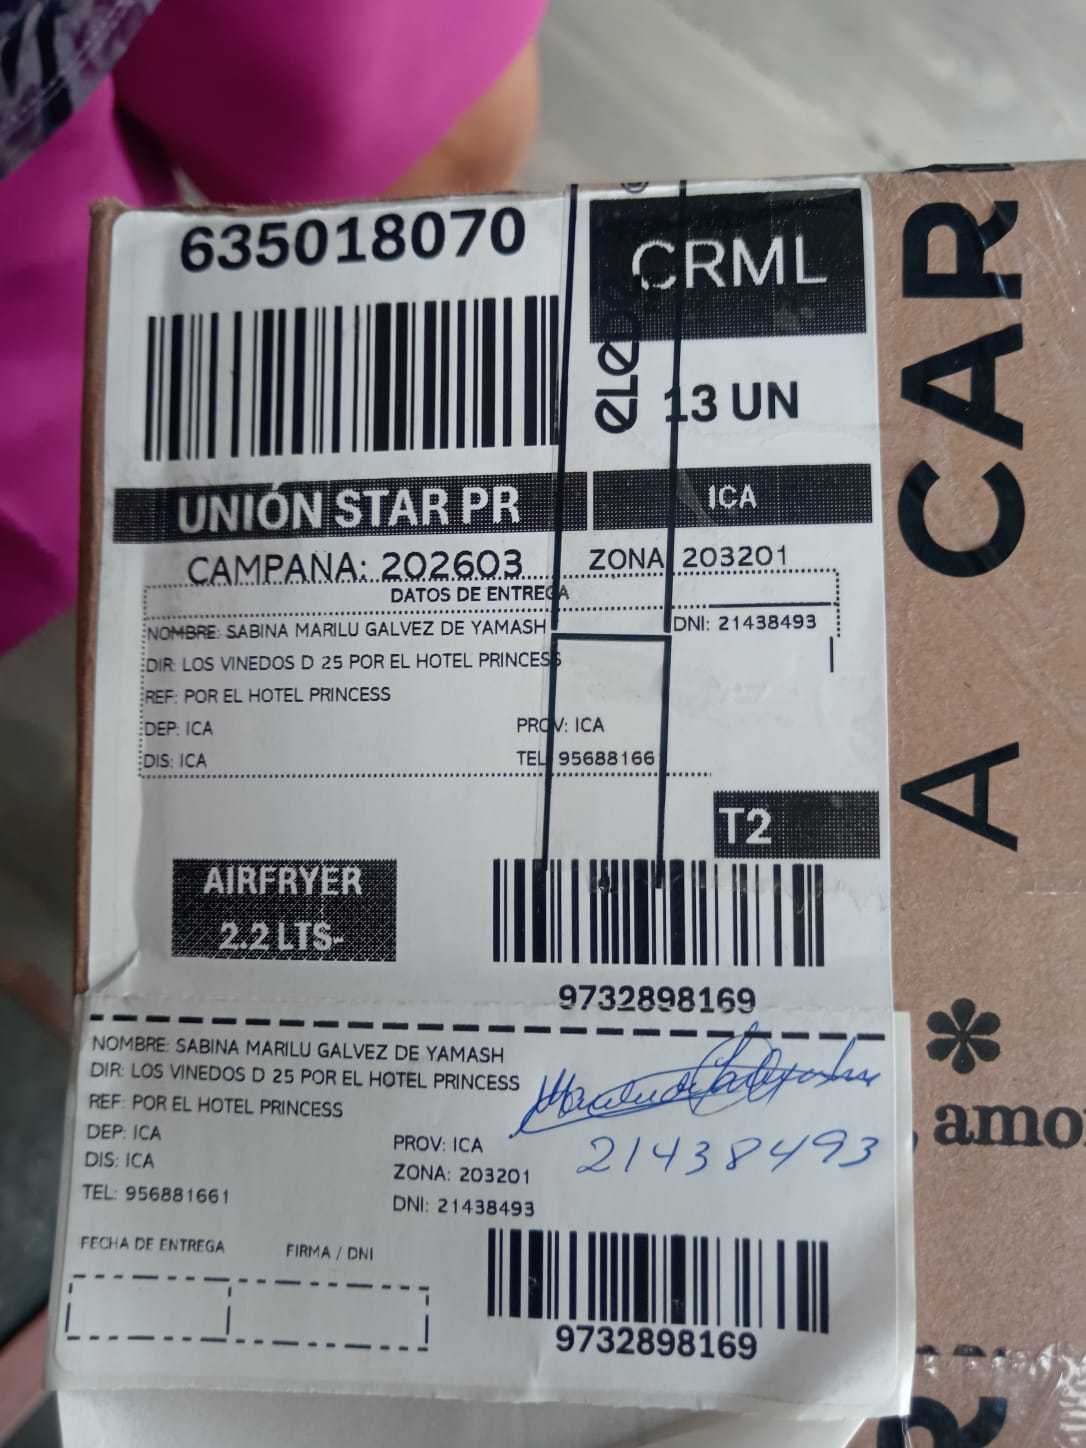 635018070
CRML
13 UN
UNIÓN STAR PR
ICA
CAMPAÑA: 202603
ZONA 203201
DATOS DE ENTREGA
NOMBRE: SABINA MARILU GALVEZ DE YAMASH
DNI: 21438493
DIR: LOS VINEDOS D 25 POR EL HOTEL PRINCESS
REF: POR EL HOTEL PRINCESS
DEP: ICA
PROV: ICA
DIS: ICA
TEL 95688166
T2
AIRFRYER
2.2 LTS-
9732898169
NOMBRE: SABINA MARILU GALVEZ DE YAMASH
DIR: LOS VINEDOS D 25 POR EL HOTEL PRINCESS
REF: POR EL HOTEL PRINCESS
DEP: ICA
PROV: ICA
21438493
DIS: ICA
ZONA: 203201
TEL: 956881661
DNI: 21438493
FECHA DE ENTREGA
FIRMA / DNI
9732898169
A CAR
* amo